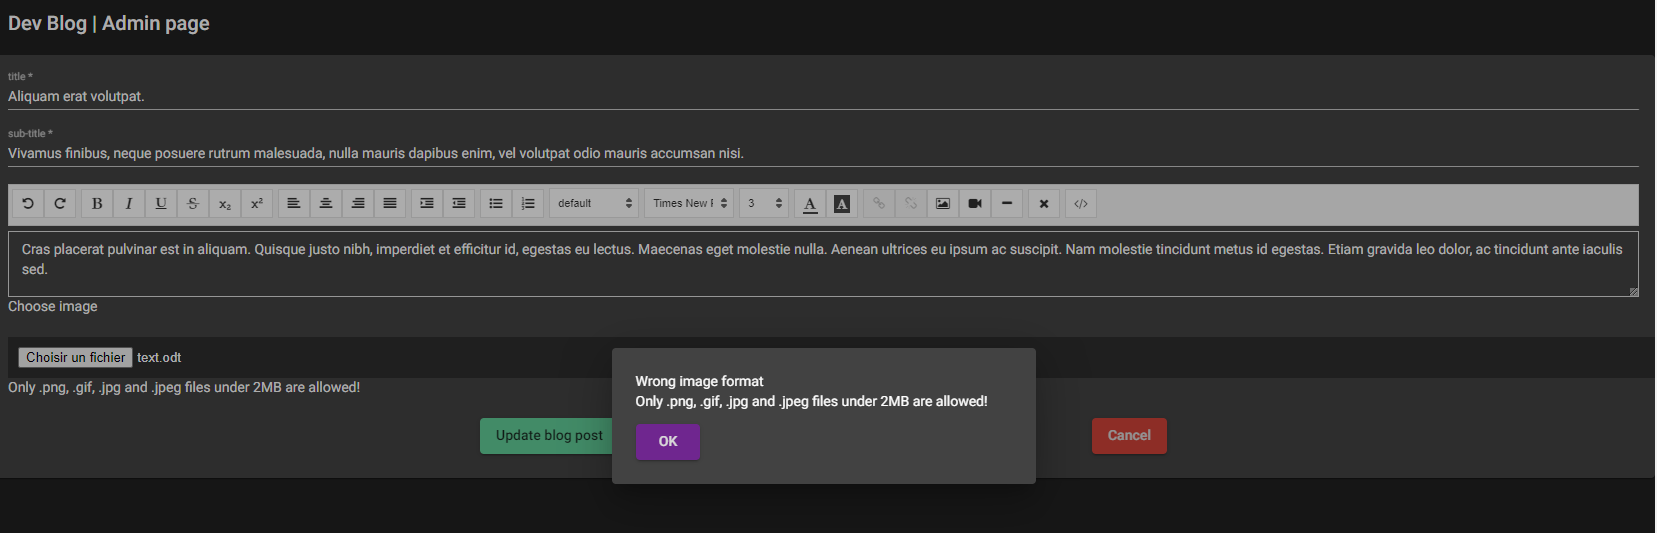 Dev Blog | Admin page
title *
Aliquam erat volutpat.
sub-title *
Vivamus finibus, neque posuere rutrum malesuada, nulla mauris dapibus enim, vel volutpat odio mauris accumsan nisi.
B I U S x₂ x² default Times New F 3 A A </>
Cras placerat pulvinar est in aliquam. Quisque justo nibh, imperdiet et efficitur id, egestas eu lectus. Maecenas eget molestie nulla. Aenean ultrices eu ipsum ac suscipit. Nam molestie tincidunt metus id egestas. Etiam gravida leo dolor, ac tincidunt ante iaculis
sed.
Choose image
Choisir un fichier text.odt
Only .png, .gif, .jpg and .jpeg files under 2MB are allowed!
Wrong image format
Only .png, .gif, .jpg and .jpeg files under 2MB are allowed!
OK
Update blog post
Cancel